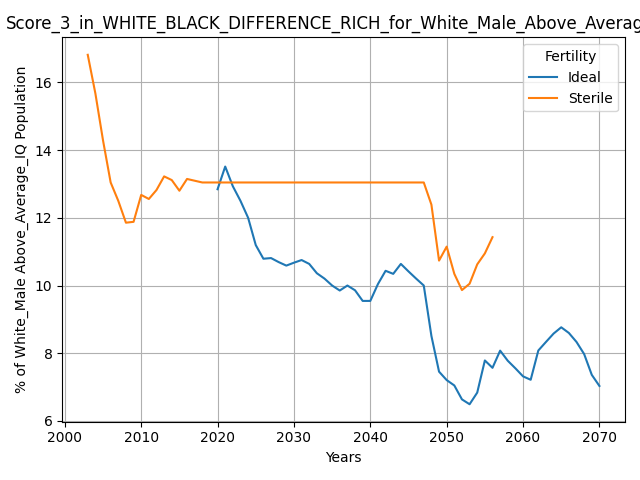 Score_3_in_WHITE_BLACK_DIFFERENCE_RICH_for_White_Male_Above_Averag
Fertility
Ideal
Sterile
% of White_Male Above_Average_IQ Population
16
14
12
10
8
6
2000 2010 2020 2030 2040 2050 2060 2070
Years